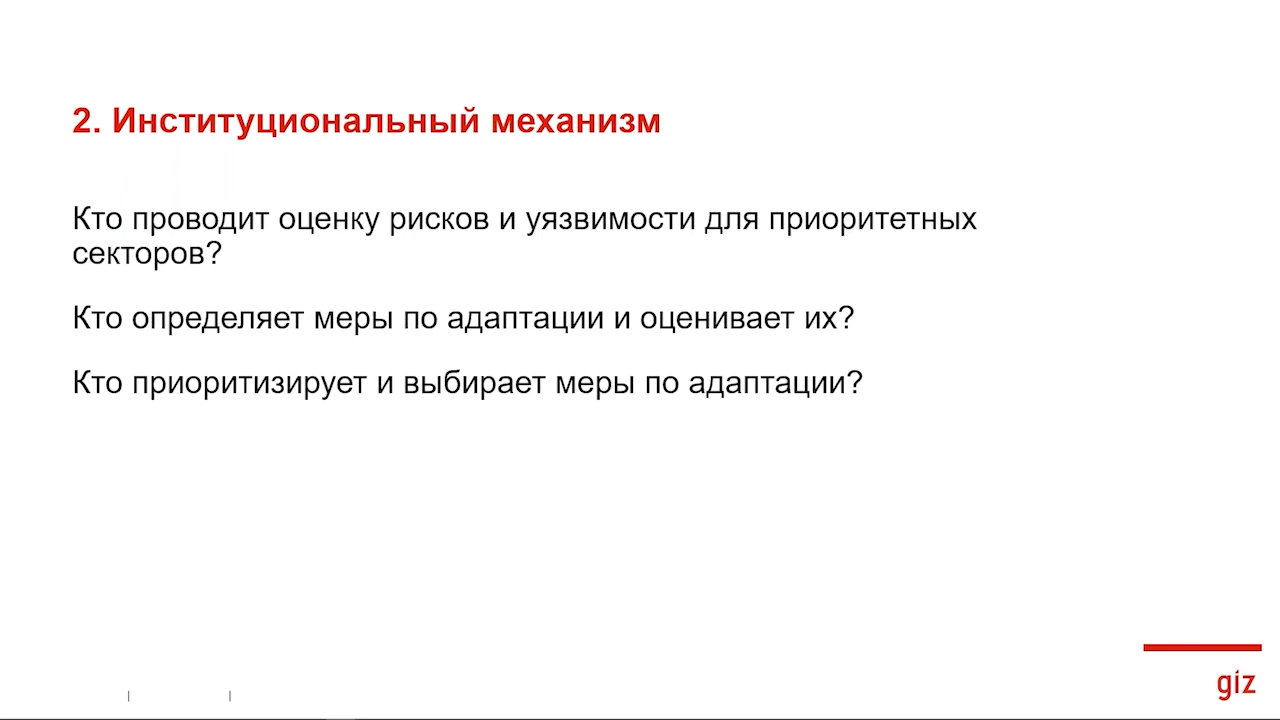 2. Институциональный механизм
Кто проводит оценку рисков и уязвимости для приоритетных
секторов?
Кто определяет меры по адаптации и оценивает их?
Кто приоритизирует и выбирает меры по адаптации?
giz